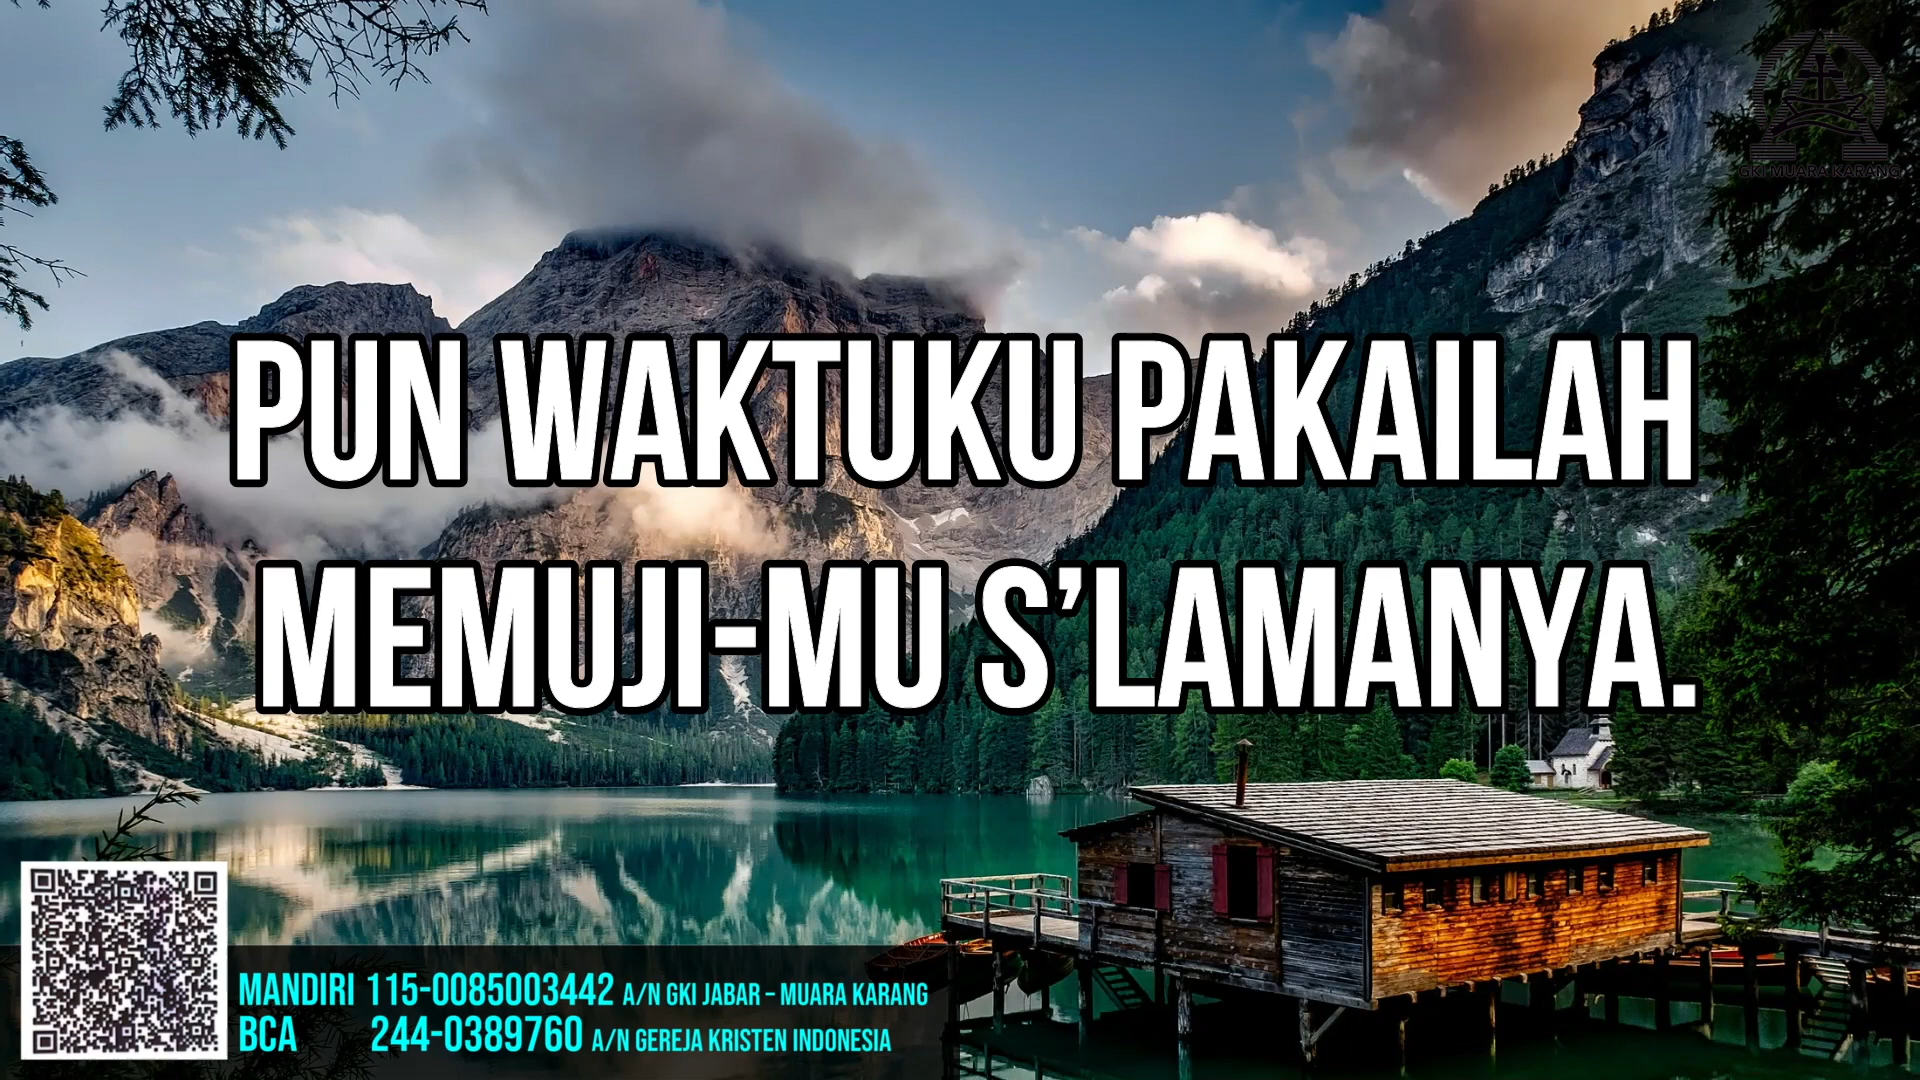 GKI MUARA KARANG
PUN WAKTUKU PAKAILAH
MEMUJI-MU S’LAMANYA.
MANDIRI 115-0085003442 A/N GKI JABAR – MUARA KARANG
BCA 244-0389760 A/N GEREJA KRISTEN INDONESIA